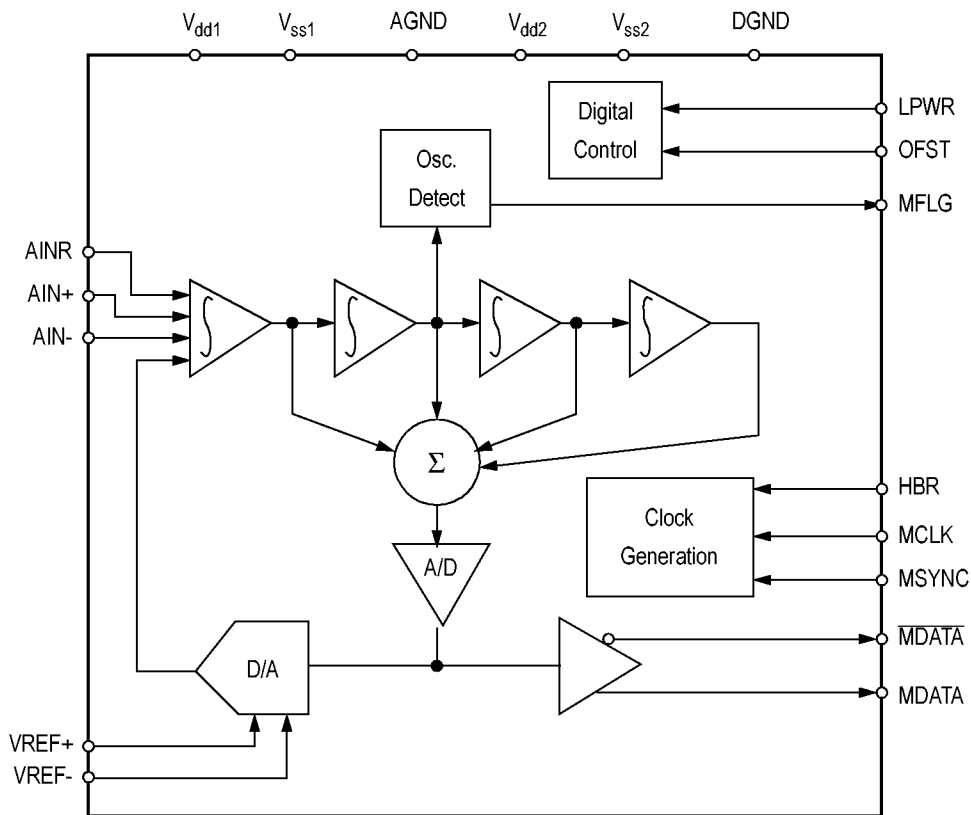 Vdd1 Vss1 AGND Vdd2 Vss2 DGND
Digital
Control
LPWR
OFST
Osc.
Detect
MFLG
AINR
AIN+
AIN-
∫ ∫ ∫ ∫
Σ
HBR
Clock
Generation
MCLK
MSYNC
A/D
MDATA
D/A
MDATA
VREF+
VREF-